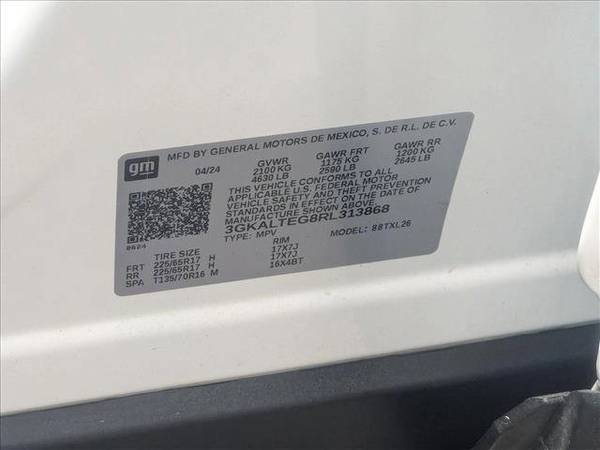 gm
MFD BY GENERAL MOTORS DE MEXICO, S. DE R.L. DE C.V.
04/24 GVWR GAWR FRT GAWR RR
2100 KG 1175 KG 1200 KG
4630 LB 2590 LB 2645 LB
THIS VEHICLE CONFORMS TO ALL
APPLICABLE U.S. FEDERAL MOTOR
VEHICLE SAFETY AND THEFT PREVENTION
STANDARDS IN EFFECT ON THE DATE OF
MANUFACTURE SHOWN ABOVE.
3GKALTEG8RL313868
TYPE: MPV MODEL: 88TXL26
TIRE SIZE RIM
FRT 225/65R17 H 17X7J
RR 225/65R17 H 17X7J
SPA T135/70R16 M 16X4BT